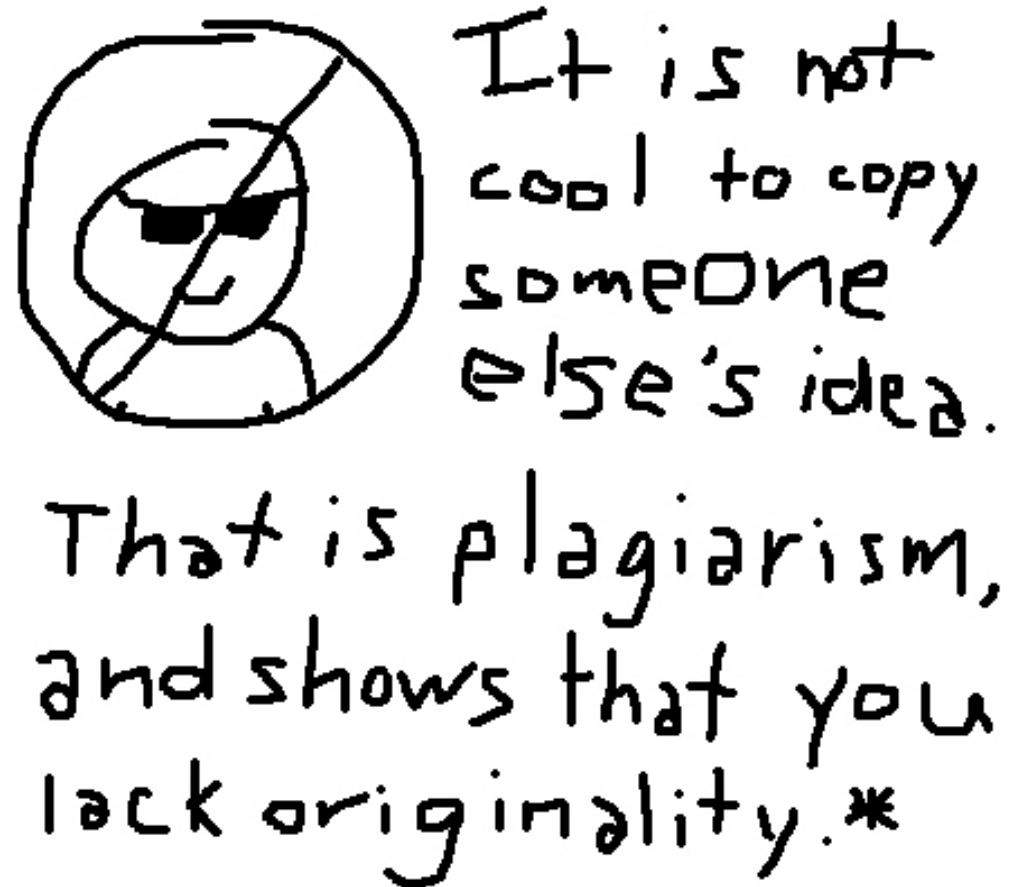 It is not
cool to copy
someone
else's idea.
That is plagiarism,
and shows that you
lack originality.*